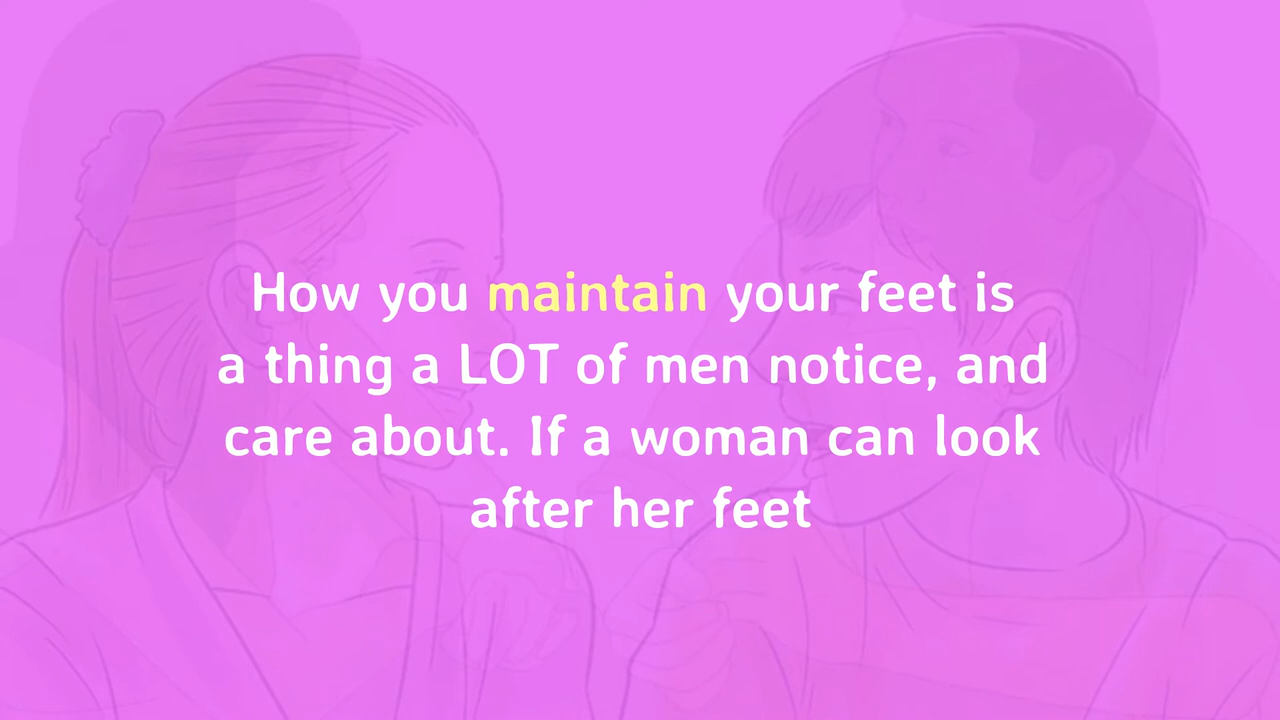 How you maintain your feet is
a thing a LOT of men notice, and
care about. If a woman can look
after her feet